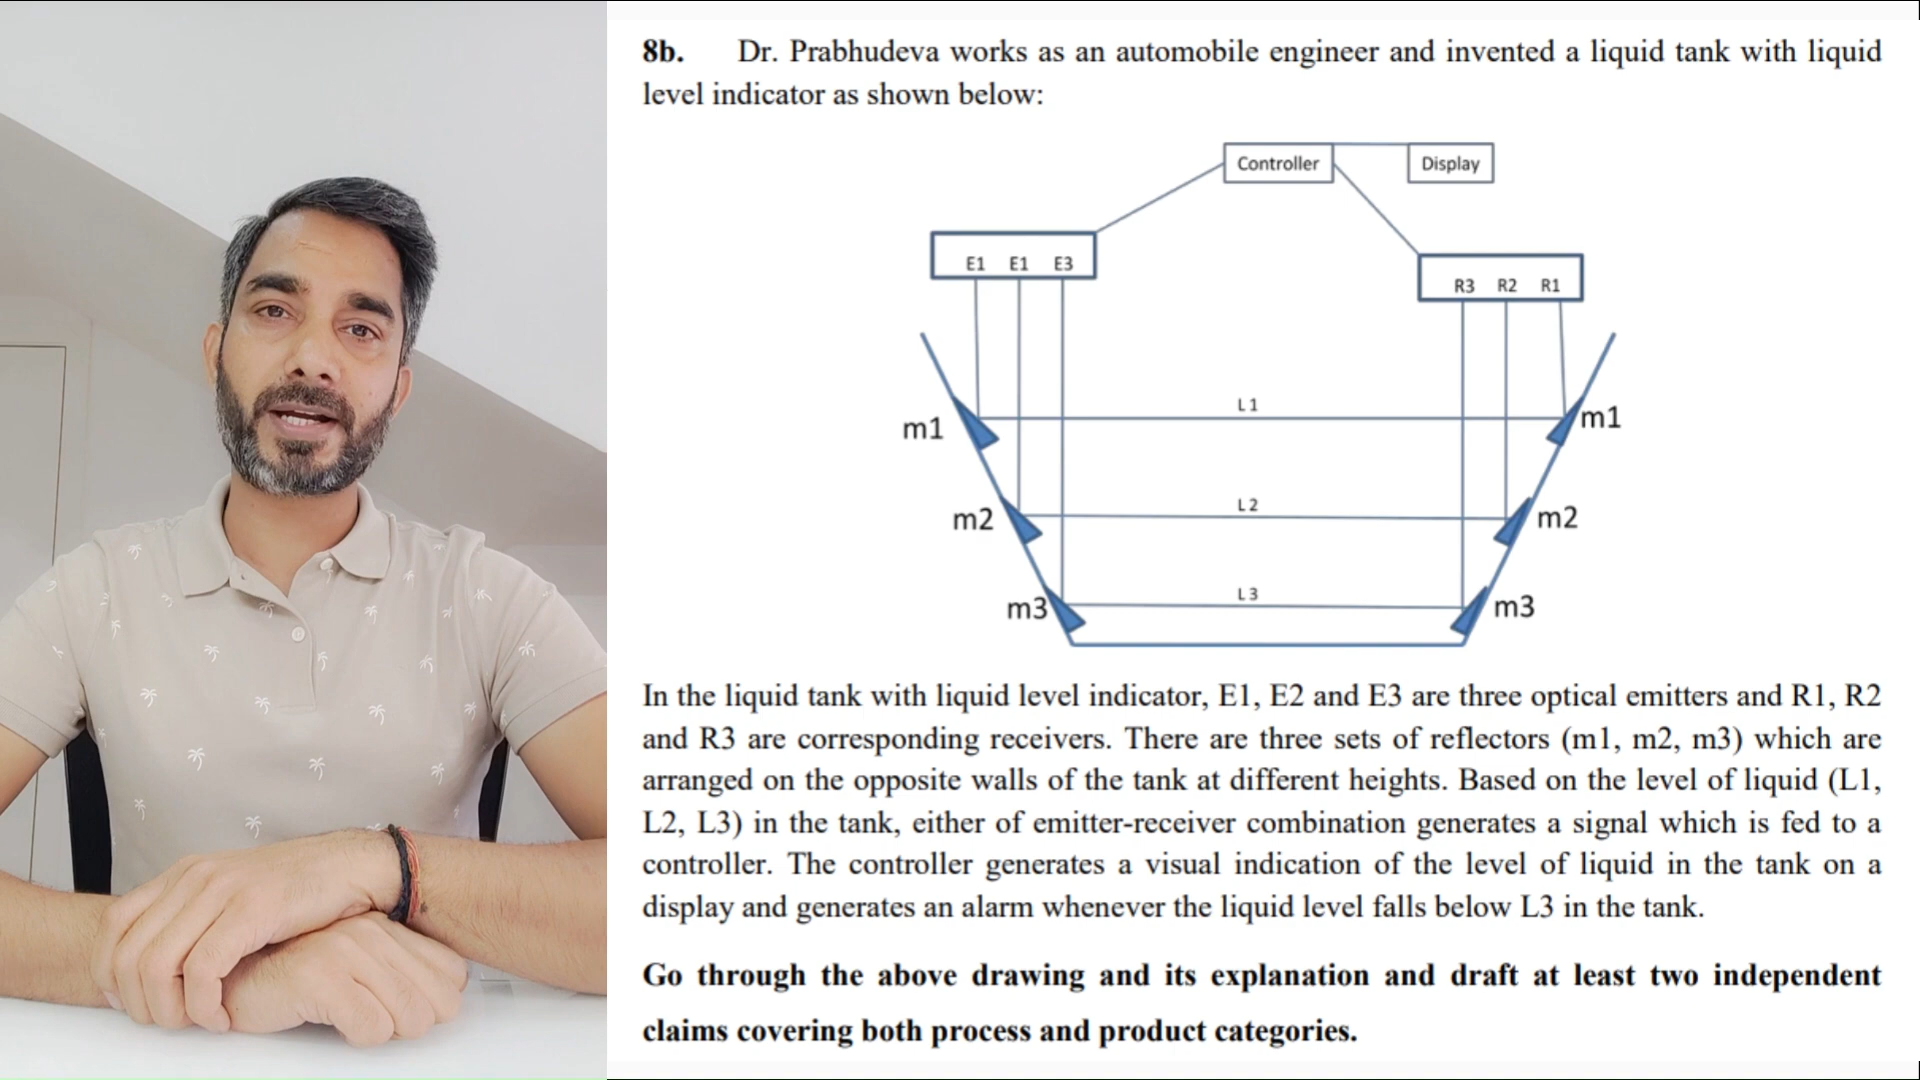 8b. Dr. Prabhudeva works as an automobile engineer and invented a liquid tank with liquid
level indicator as shown below:
Controller
Display
E1 E1 E3
R3 R2 R1
L1
m1
m1
L2
m2
m2
L3
m3
m3
In the liquid tank with liquid level indicator, E1, E2 and E3 are three optical emitters and R1, R2
and R3 are corresponding receivers. There are three sets of reflectors (m1, m2, m3) which are
arranged on the opposite walls of the tank at different heights. Based on the level of liquid (L1,
L2, L3) in the tank, either of emitter-receiver combination generates a signal which is fed to a
controller. The controller generates a visual indication of the level of liquid in the tank on a
display and generates an alarm whenever the liquid level falls below L3 in the tank.
Go through the above drawing and its explanation and draft at least two independent
claims covering both process and product categories.